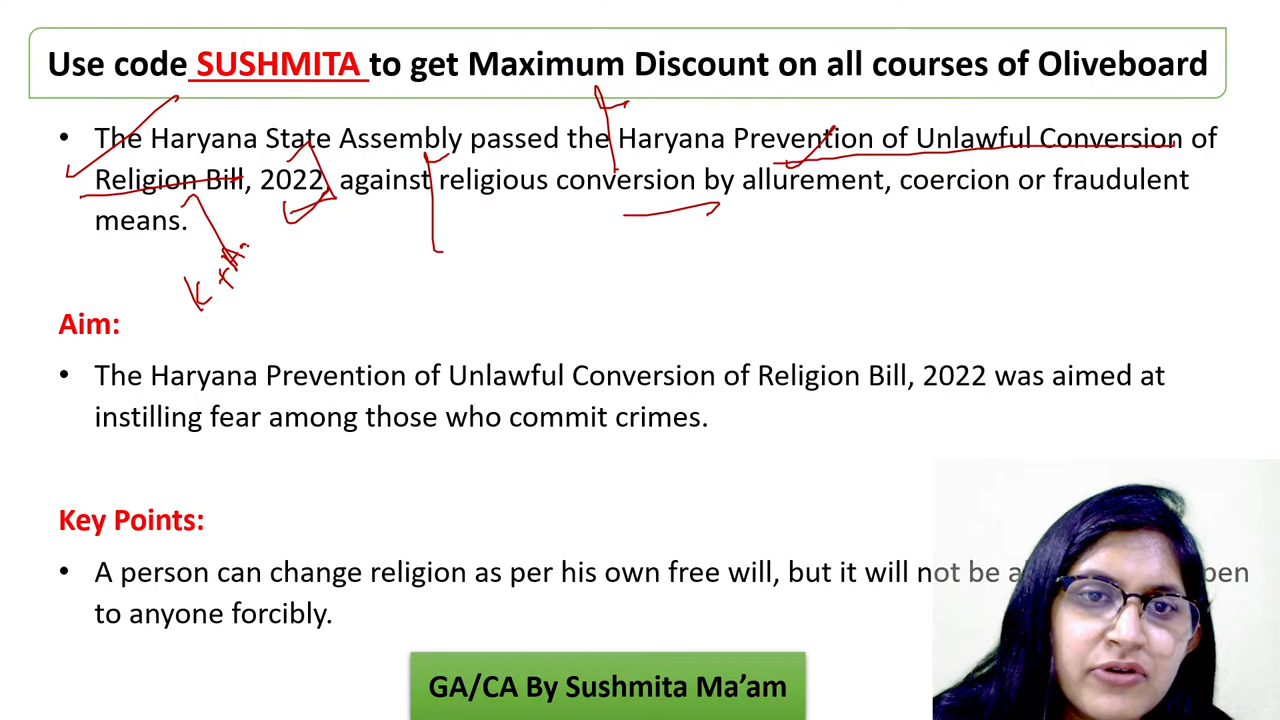 Use code SUSHMITA to get Maximum Discount on all courses of Oliveboard
• The Haryana State Assembly passed the Haryana Prevention of Unlawful Conversion of
Religion Bill, 2022, against religious conversion by allurement, coercion or fraudulent
means.
K +A.
Aim:
• The Haryana Prevention of Unlawful Conversion of Religion Bill, 2022 was aimed at
instilling fear among those who commit crimes.
Key Points:
• A person can change religion as per his own free will, but it will not be
to anyone forcibly.
GA/CA By Sushmita Ma’am